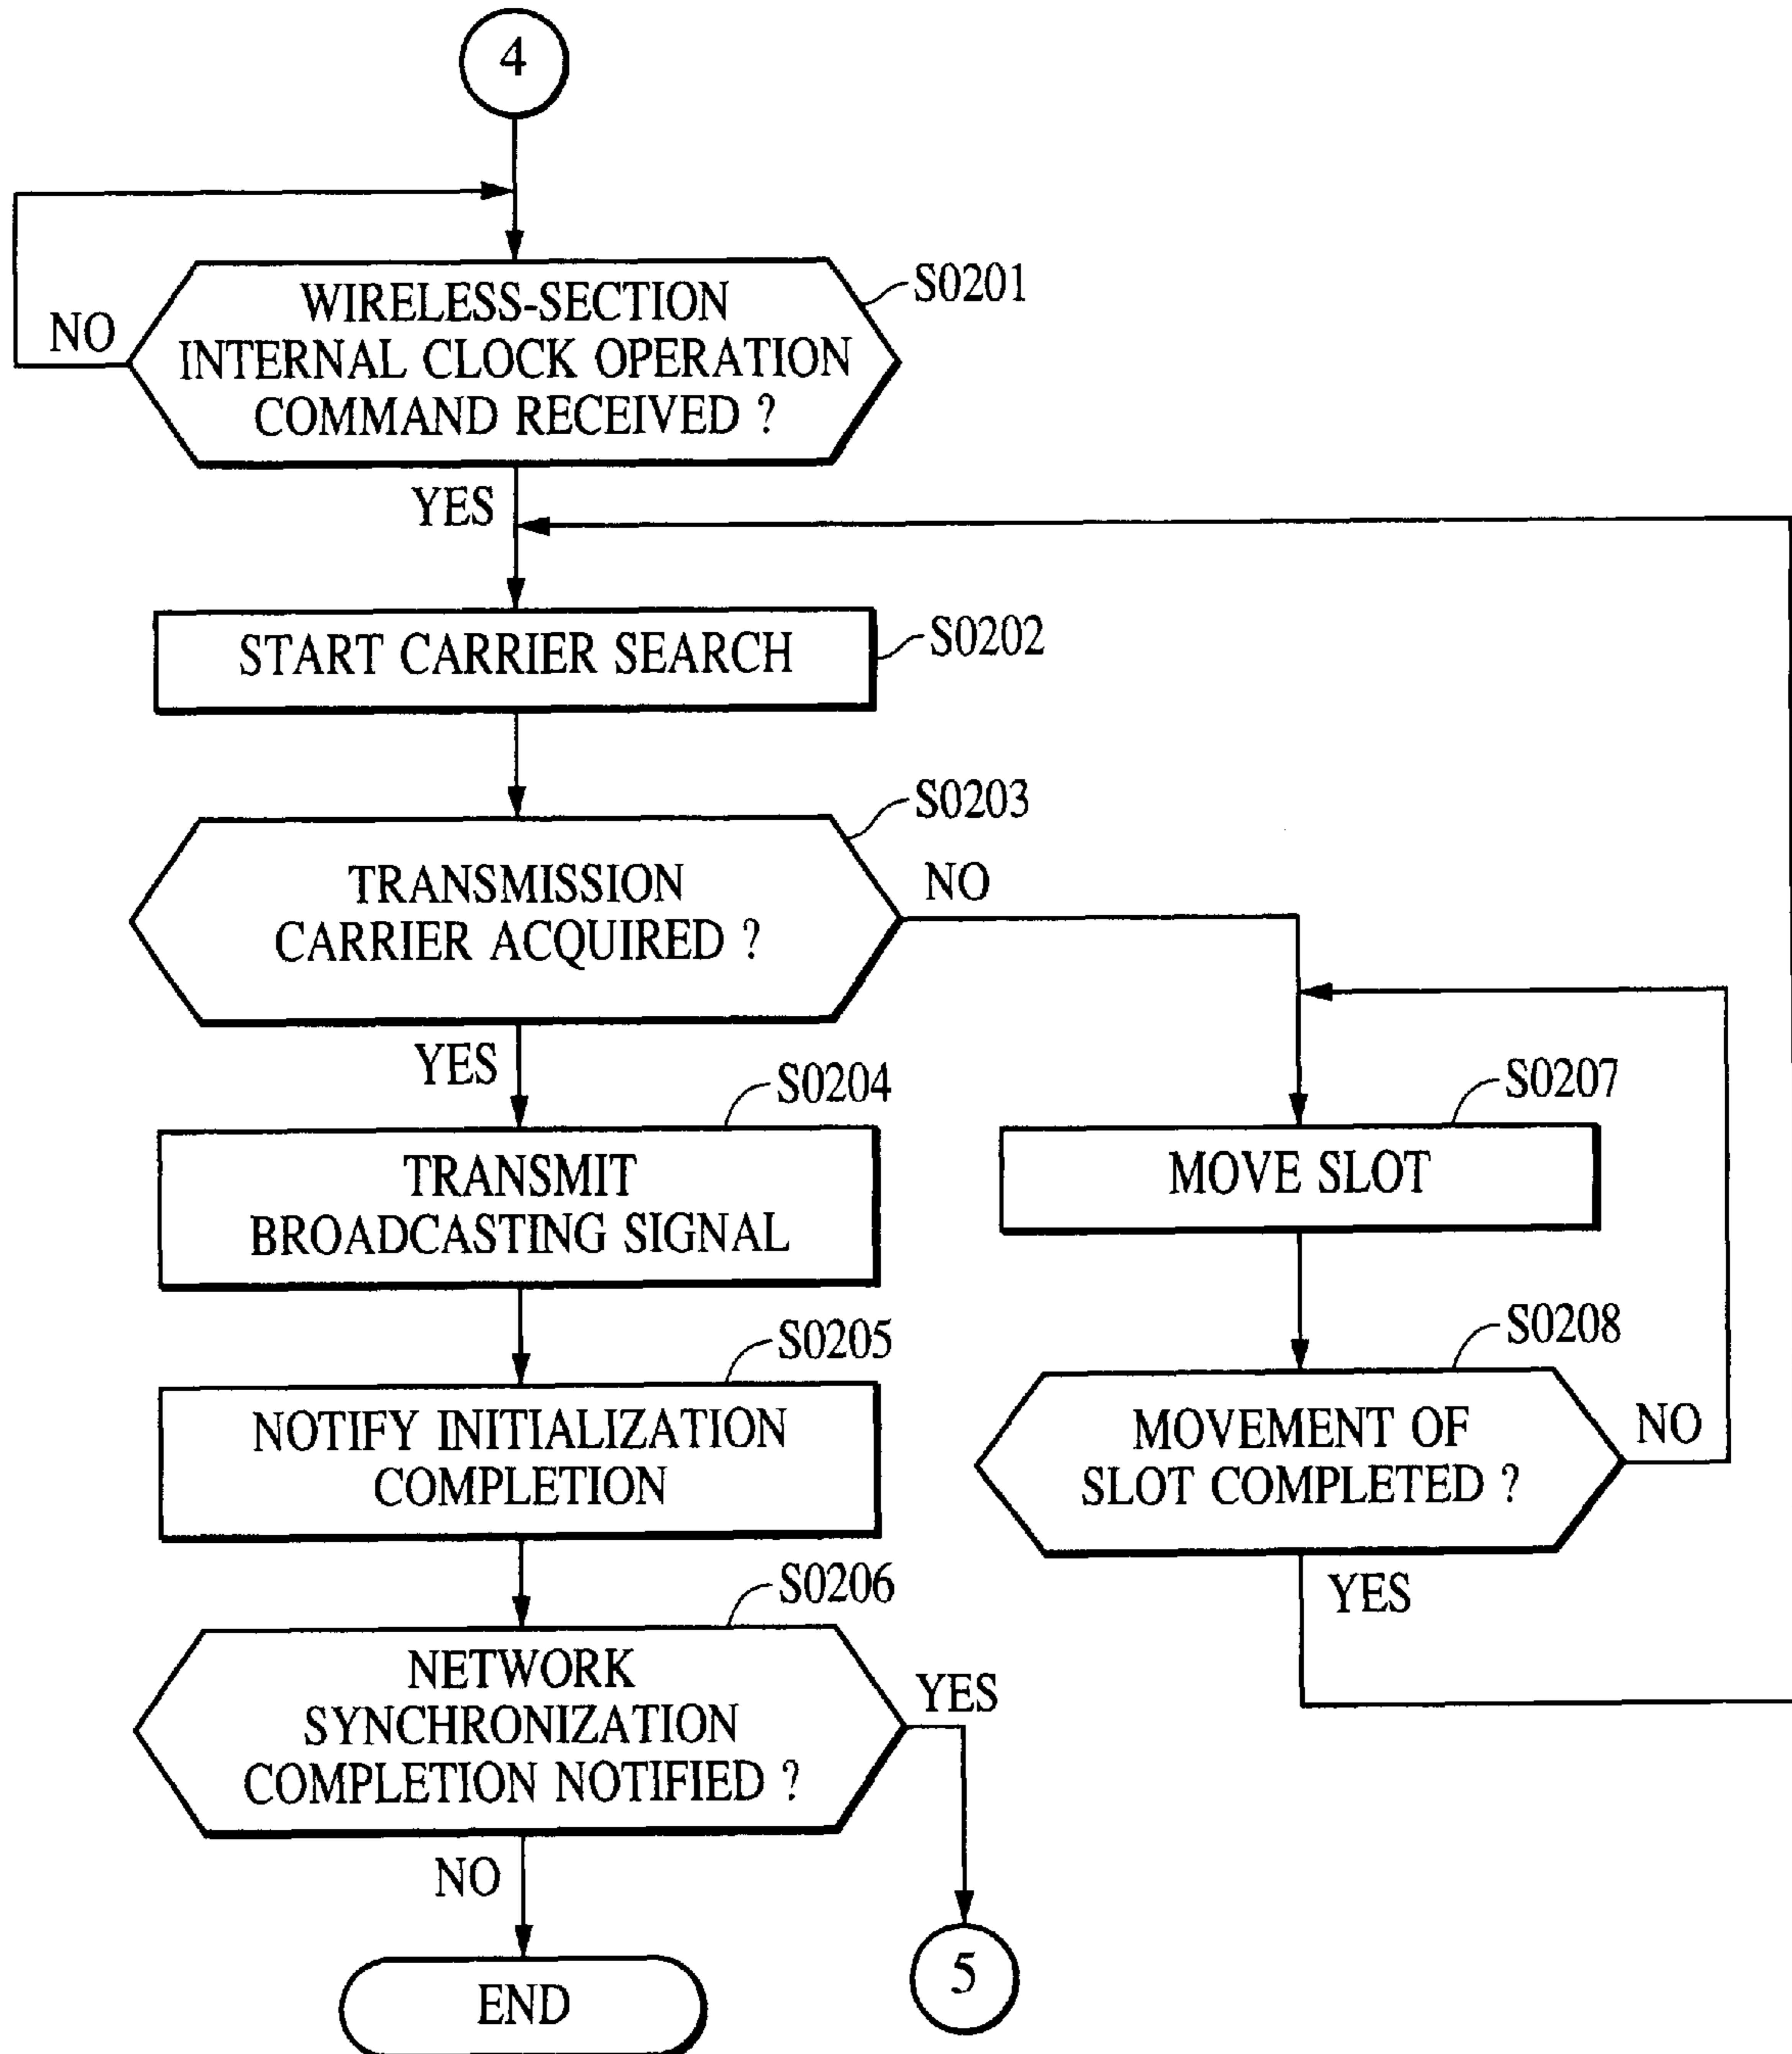 4
WIRELESS-SECTION
INTERNAL CLOCK OPERATION
COMMAND RECEIVED ?
S0201
NO
YES
START CARRIER SEARCH
S0202
TRANSMISSION
CARRIER ACQUIRED ?
S0203
NO
YES
TRANSMIT
BROADCASTING SIGNAL
S0204
MOVE SLOT
S0207
NOTIFY INITIALIZATION
COMPLETION
S0205
MOVEMENT OF
SLOT COMPLETED ?
S0208
NO
YES
NETWORK
SYNCHRONIZATION
COMPLETION NOTIFIED ?
S0206
YES
NO
END
5